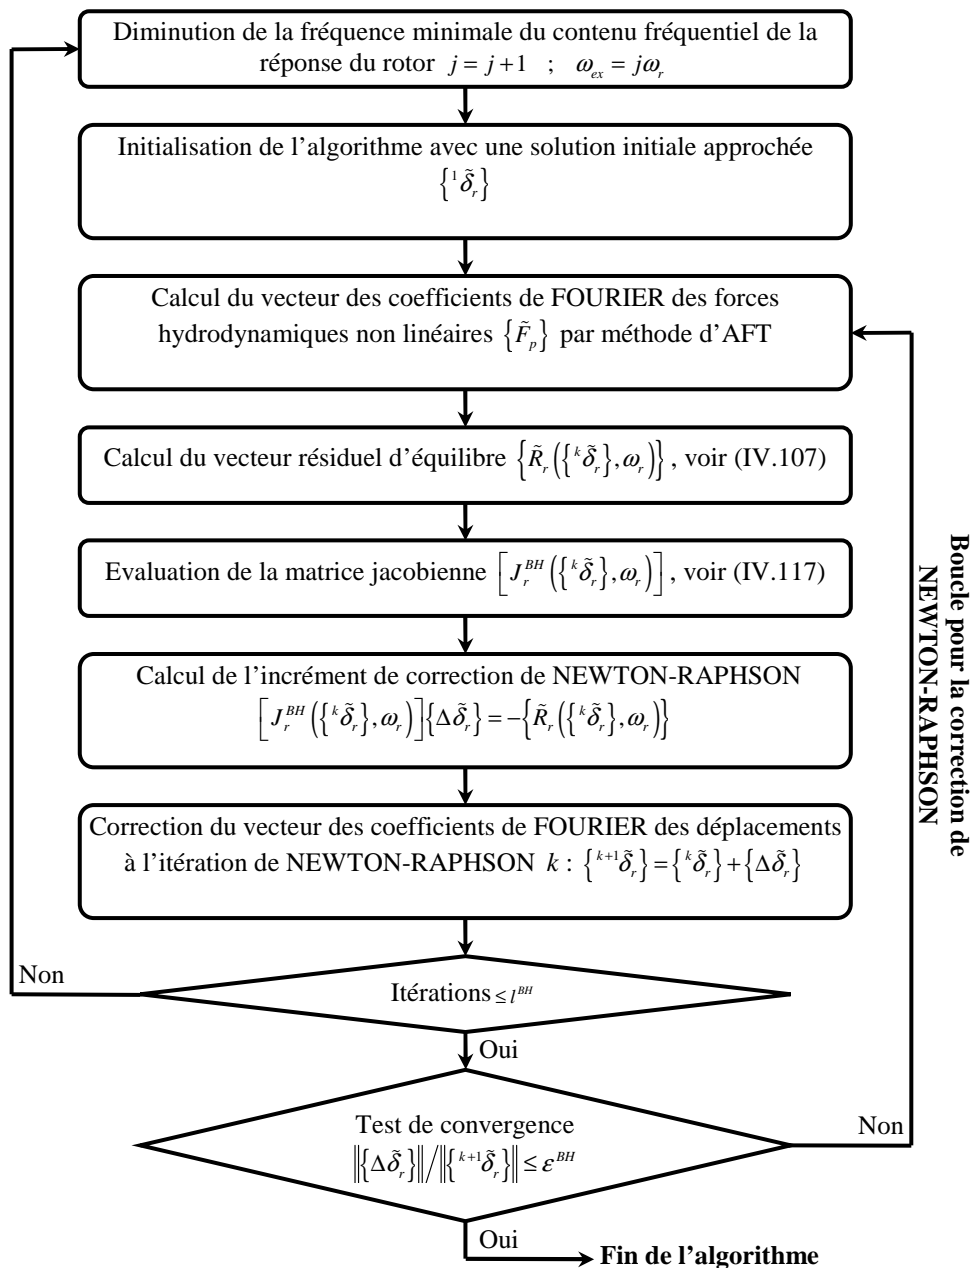 Diminution de la fréquence minimale du contenu fréquentiel de la
réponse du rotor j = j + 1 ; ω_ex = jω_r
Initialisation de l'algorithme avec une solution initiale approchée
{¹δ̃_r}
Calcul du vecteur des coefficients de FOURIER des forces
hydrodynamiques non linéaires {F̃_p} par méthode d'AFT
Calcul du vecteur résiduel d'équilibre {R̃_r({ᵏδ̃_r}, ω_r)} , voir (IV.107)
Evaluation de la matrice jacobienne [J_r^BH({ᵏδ̃_r}, ω_r)] , voir (IV.117)
Calcul de l'incrément de correction de NEWTON-RAPHSON
[J_r^BH({ᵏδ̃_r}, ω_r)]{Δδ̃_r} = −{R̃_r({ᵏδ̃_r}, ω_r)}
Correction du vecteur des coefficients de FOURIER des déplacements
à l'itération de NEWTON-RAPHSON k : {ᵏ⁺¹δ̃_r} = {ᵏδ̃_r} + {Δδ̃_r}
Non
Itérations ≤ l^BH
Oui
Test de convergence
‖{Δδ̃_r}‖/‖{ᵏ⁺¹δ̃_r}‖ ≤ ε^BH
Non
Oui
Fin de l'algorithme
Boucle pour la correction de
NEWTON-RAPHSON